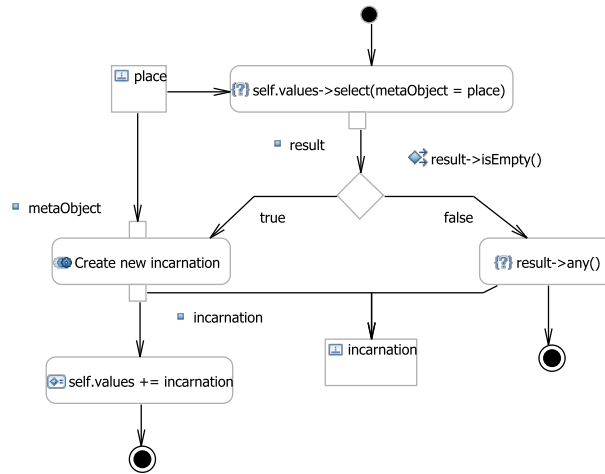 place
{?} self.values->select(metaObject = place)
result
result->isEmpty()
metaObject
true
false
Create new incarnation
{?} result->any()
incarnation
incarnation
self.values += incarnation